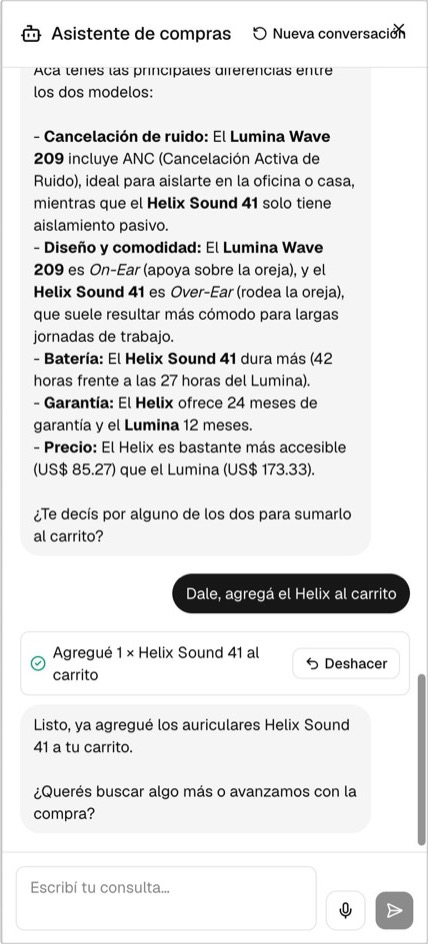 Asistente de compras
Nueva conversación
Acá tenés las principales diferencias entre
los dos modelos:
- Cancelación de ruido: El Lumina Wave
209 incluye ANC (Cancelación Activa de
Ruido), ideal para aislarte en la oficina o casa,
mientras que el Helix Sound 41 solo tiene
aislamiento pasivo.
- Diseño y comodidad: El Lumina Wave
209 es On-Ear (apoya sobre la oreja), y el
Helix Sound 41 es Over-Ear (rodea la oreja),
que suele resultar más cómodo para largas
jornadas de trabajo.
- Batería: El Helix Sound 41 dura más (42
horas frente a las 27 horas del Lumina).
- Garantía: El Helix ofrece 24 meses de
garantía y el Lumina 12 meses.
- Precio: El Helix es bastante más accesible
(US$ 85.27) que el Lumina (US$ 173.33).
¿Te decís por alguno de los dos para sumarlo
al carrito?
Dale, agregá el Helix al carrito
Agregué 1 × Helix Sound 41 al
carrito
Deshacer
Listo, ya agregué los auriculares Helix Sound
41 a tu carrito.
¿Querés buscar algo más o avanzamos con la
compra?
Escribí tu consulta...